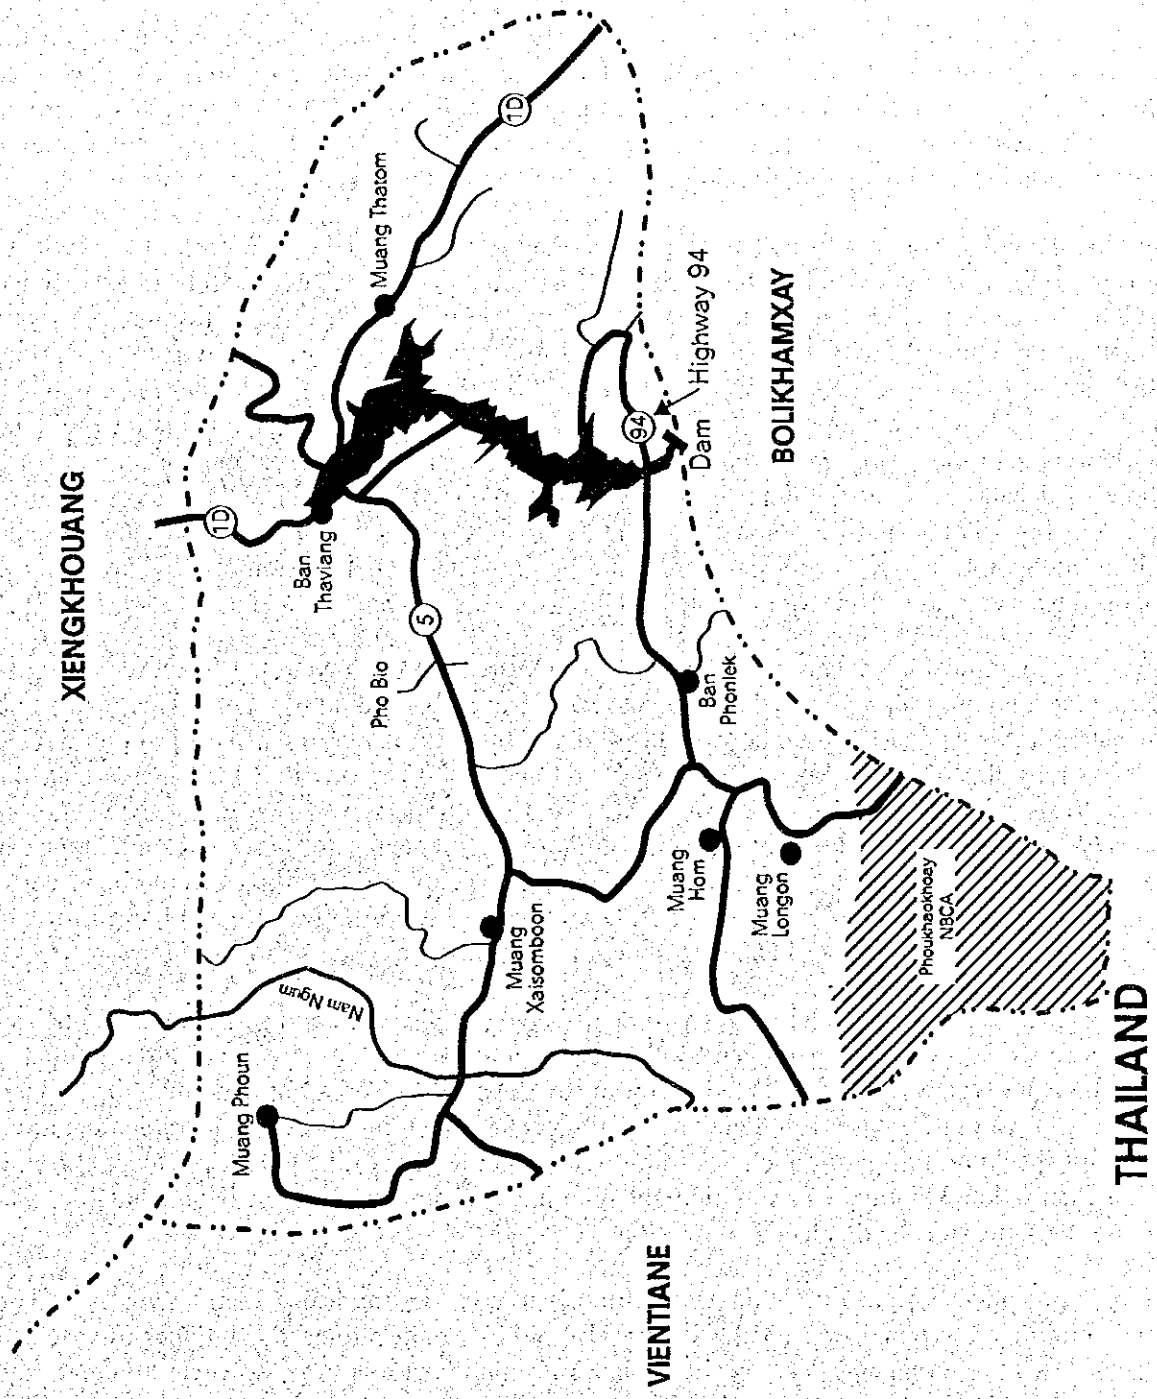 XIENGKHOUANG
1D
Ban
Thaviang
Muang Thatom
1D
5
Pho Bio
94
Highway 94
Dam
BOLIKHAMXAY
Ban
Phonlek
Muang
Hom
Muang
Longon
Muang
Xaisomboon
Nam Ngum
Muang Phoun
Phoukhaokhoay
NBCA
VIENTIANE
THAILAND